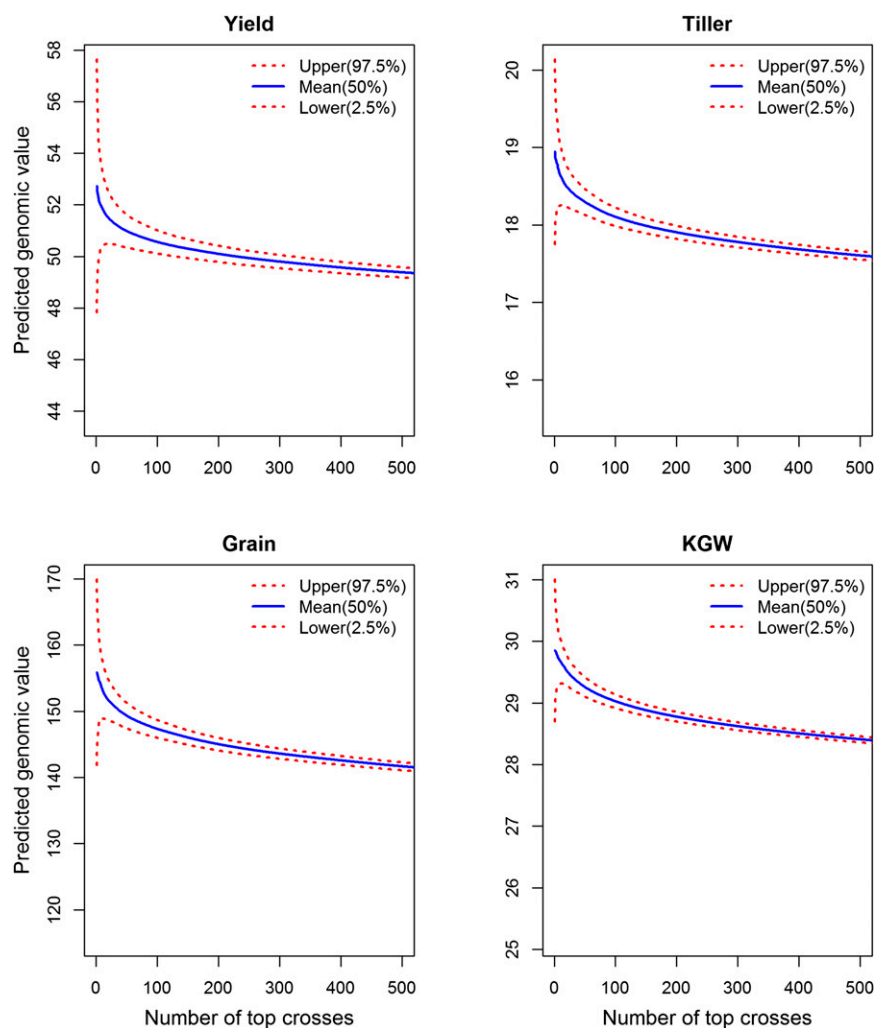 Yield
Upper(97.5%)
Mean(50%)
Lower(2.5%)
58
56
54
52
50
48
46
44
Predicted genomic value
0 100 200 300 400 500
Tiller
Upper(97.5%)
Mean(50%)
Lower(2.5%)
20
19
18
17
16
0 100 200 300 400 500
Grain
Upper(97.5%)
Mean(50%)
Lower(2.5%)
170
160
150
140
130
120
Predicted genomic value
0 100 200 300 400 500
Number of top crosses
KGW
Upper(97.5%)
Mean(50%)
Lower(2.5%)
31
30
29
28
27
26
25
0 100 200 300 400 500
Number of top crosses